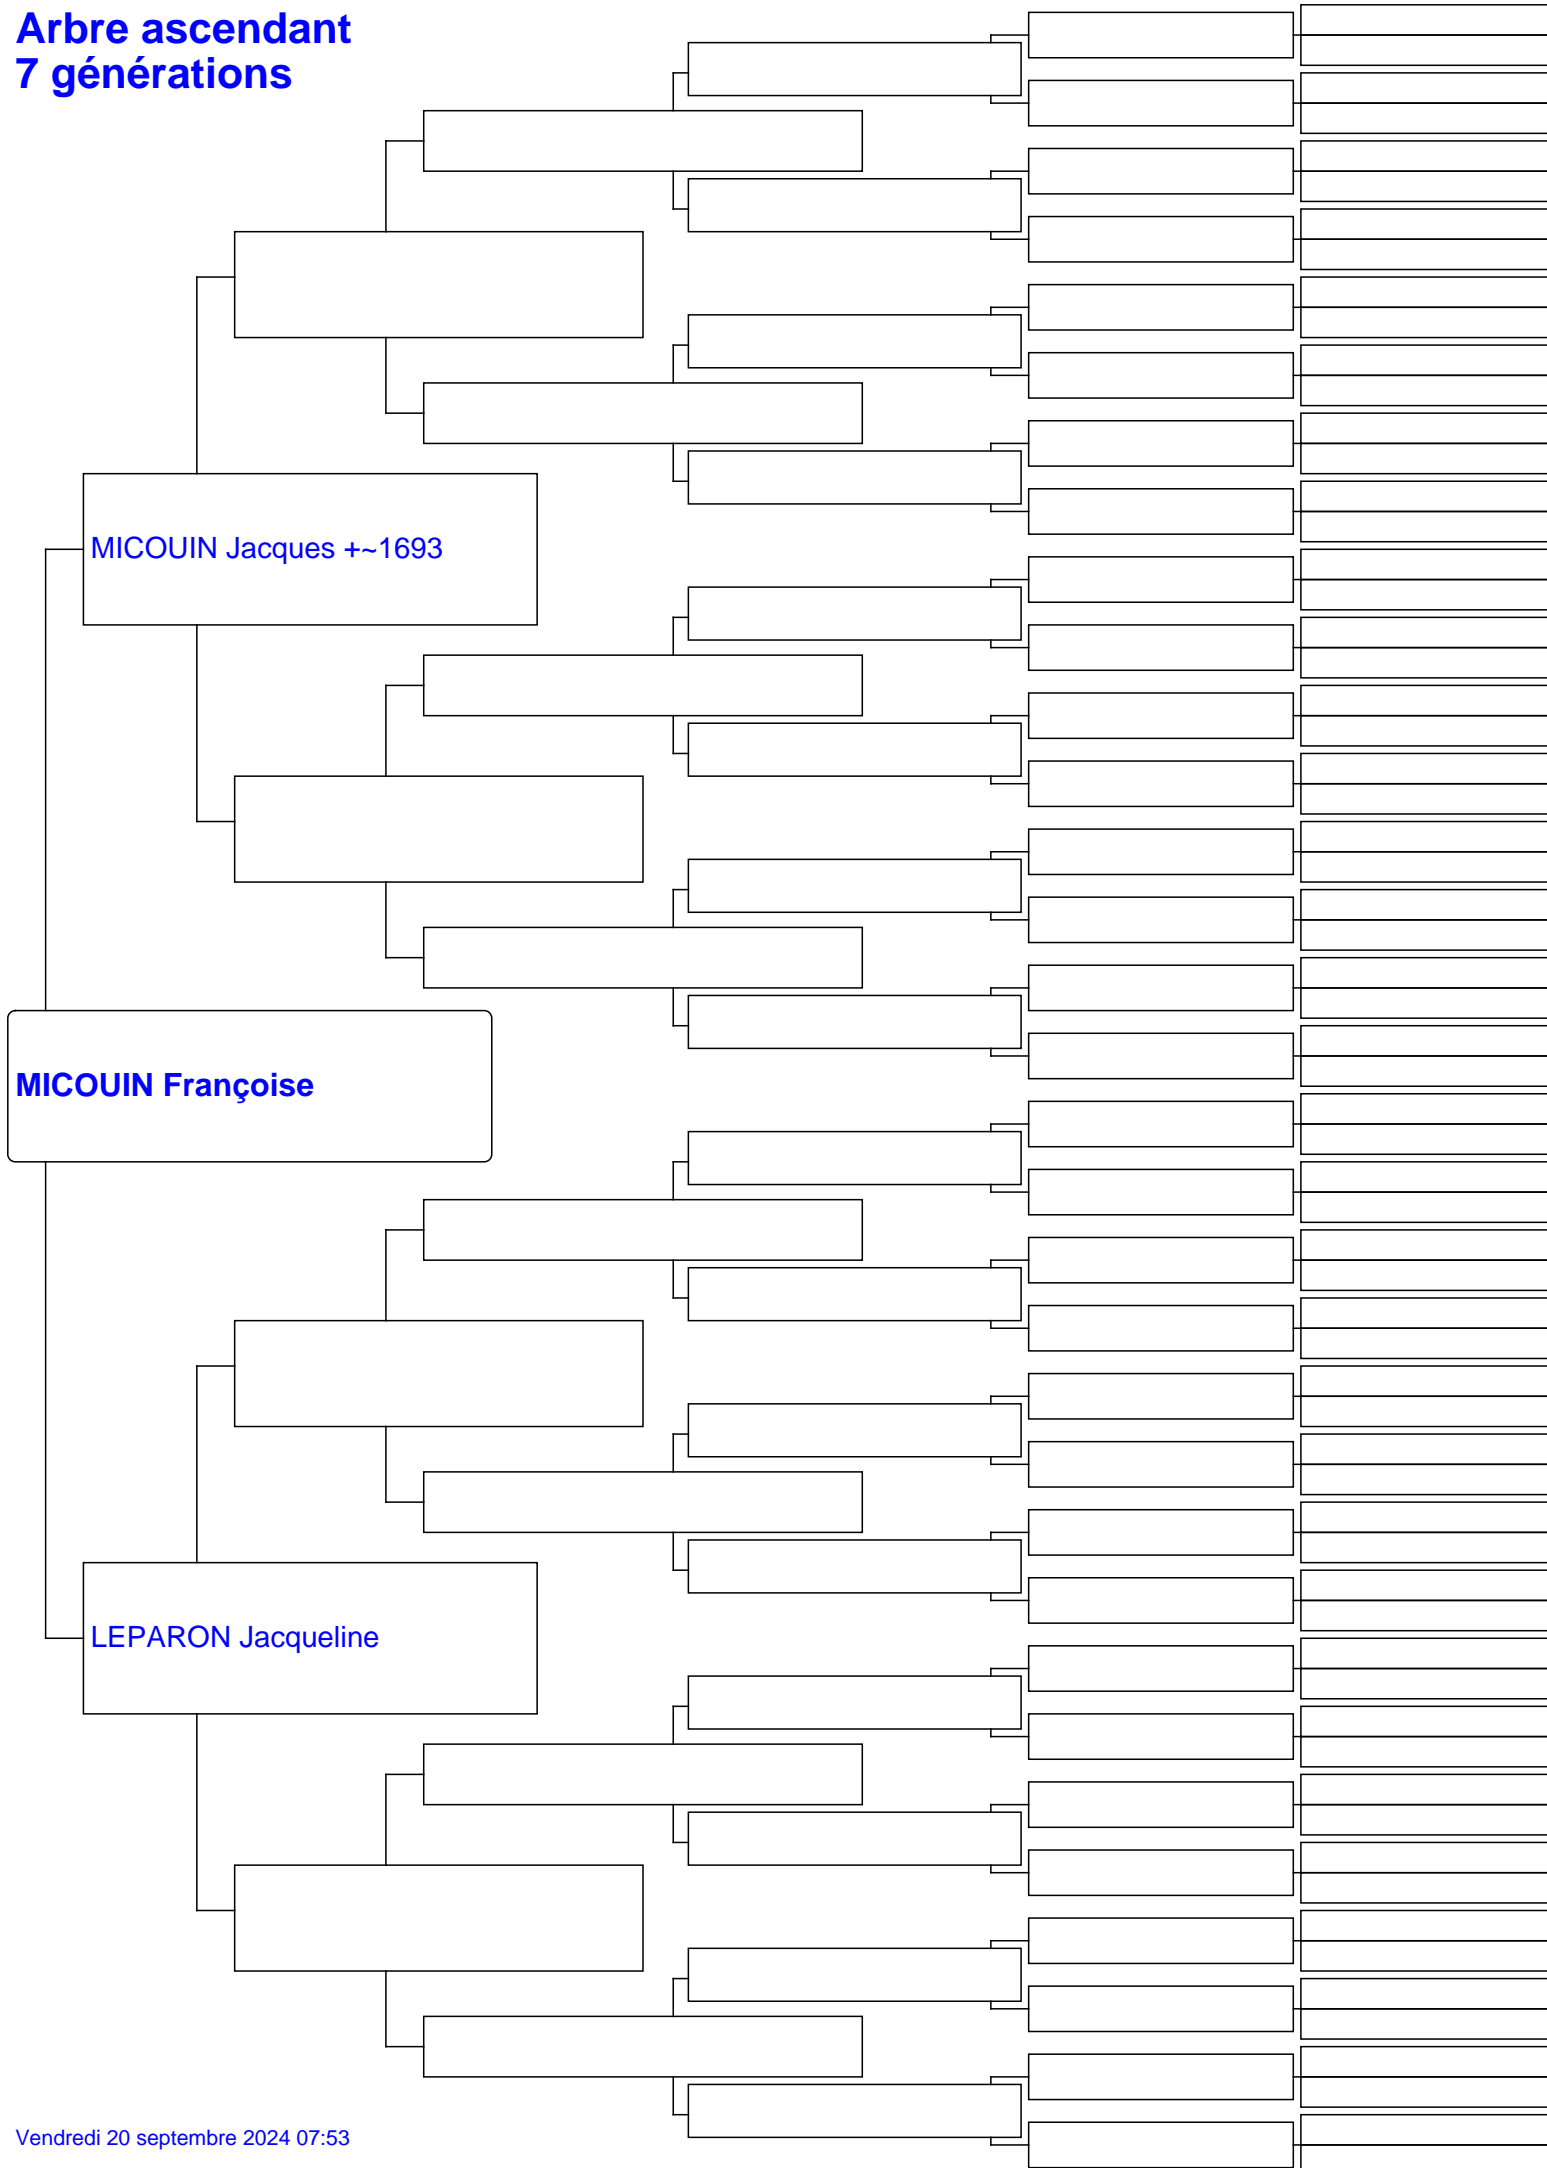 Arbre ascendant
7 générations
MICOUIN Jacques +~1693
MICOUIN Françoise
LEPARON Jacqueline
Vendredi 20 septembre 2024 07:53